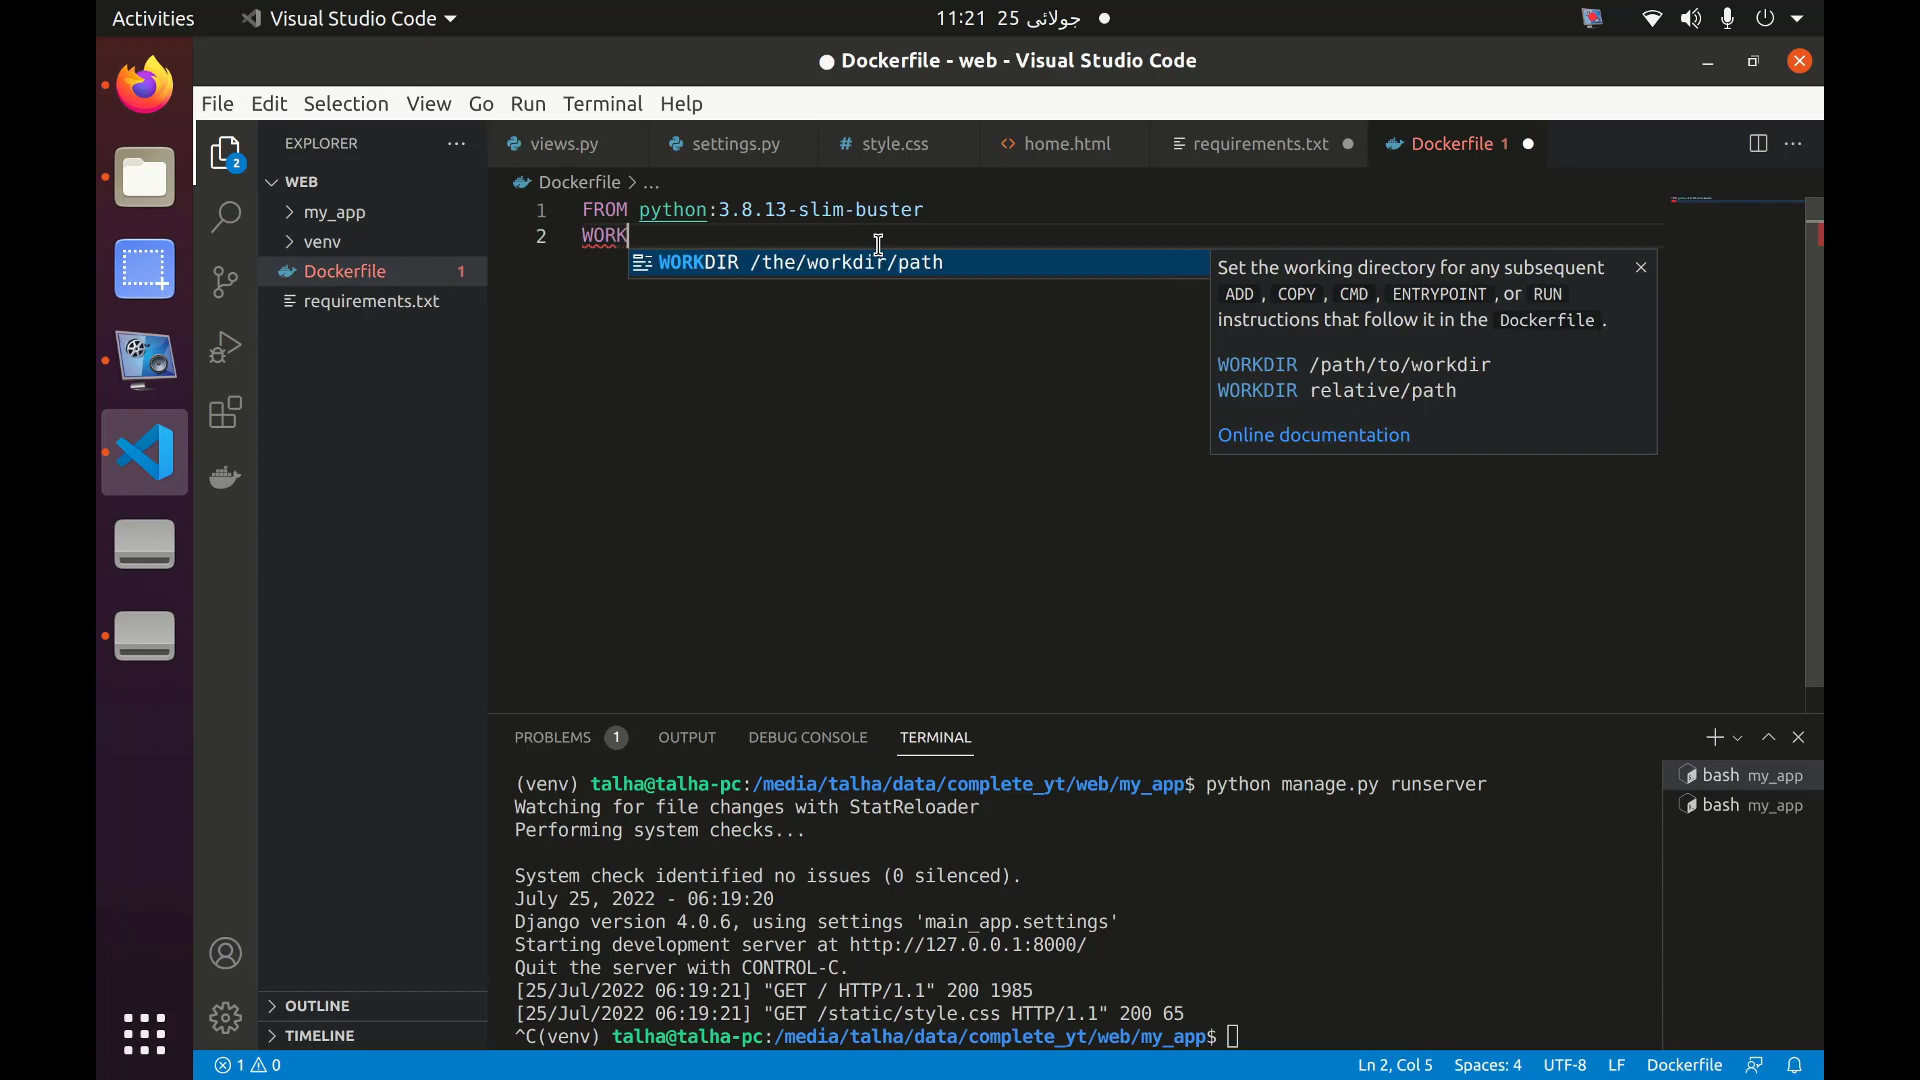 Activities
Visual Studio Code
11:21 25 جولائی
Dockerfile - web - Visual Studio Code
File Edit Selection View Go Run Terminal Help
EXPLORER
2
views.py
settings.py
style.css
home.html
requirements.txt
Dockerfile 1
WEB
my_app
venv
Dockerfile 1
requirements.txt
Dockerfile > ...
1 FROM python:3.8.13-slim-buster
2 WORK
WORKDIR /the/workdir/path
Set the working directory for any subsequent
ADD, COPY, CMD, ENTRYPOINT, or RUN
instructions that follow it in the Dockerfile.
WORKDIR /path/to/workdir
WORKDIR relative/path
Online documentation
PROBLEMS 1 OUTPUT DEBUG CONSOLE TERMINAL
(venv) talha@talha-pc:/media/talha/data/complete_yt/web/my_app$ python manage.py runserver
Watching for file changes with StatReloader
Performing system checks...
System check identified no issues (0 silenced).
July 25, 2022 - 06:19:20
Django version 4.0.6, using settings 'main_app.settings'
Starting development server at http://127.0.0.1:8000/
Quit the server with CONTROL-C.
[25/Jul/2022 06:19:21] "GET / HTTP/1.1" 200 1985
[25/Jul/2022 06:19:21] "GET /static/style.css HTTP/1.1" 200 65
^C(venv) talha@talha-pc:/media/talha/data/complete_yt/web/my_app$
bash my_app
bash my_app
OUTLINE
TIMELINE
1 0
Ln 2, Col 5 Spaces: 4 UTF-8 LF Dockerfile